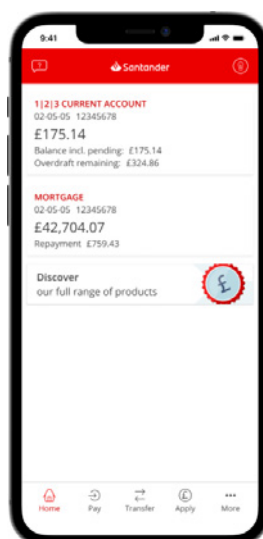 9:41
Santander
1|2|3 CURRENT ACCOUNT
02-05-05 12345678
£175.14
Balance incl. pending: £175.14
Overdraft remaining: £324.86
MORTGAGE
02-05-05 12345678
£42,704.07
Repayment £759.43
Discover
our full range of products
£
Home Pay Transfer Apply More